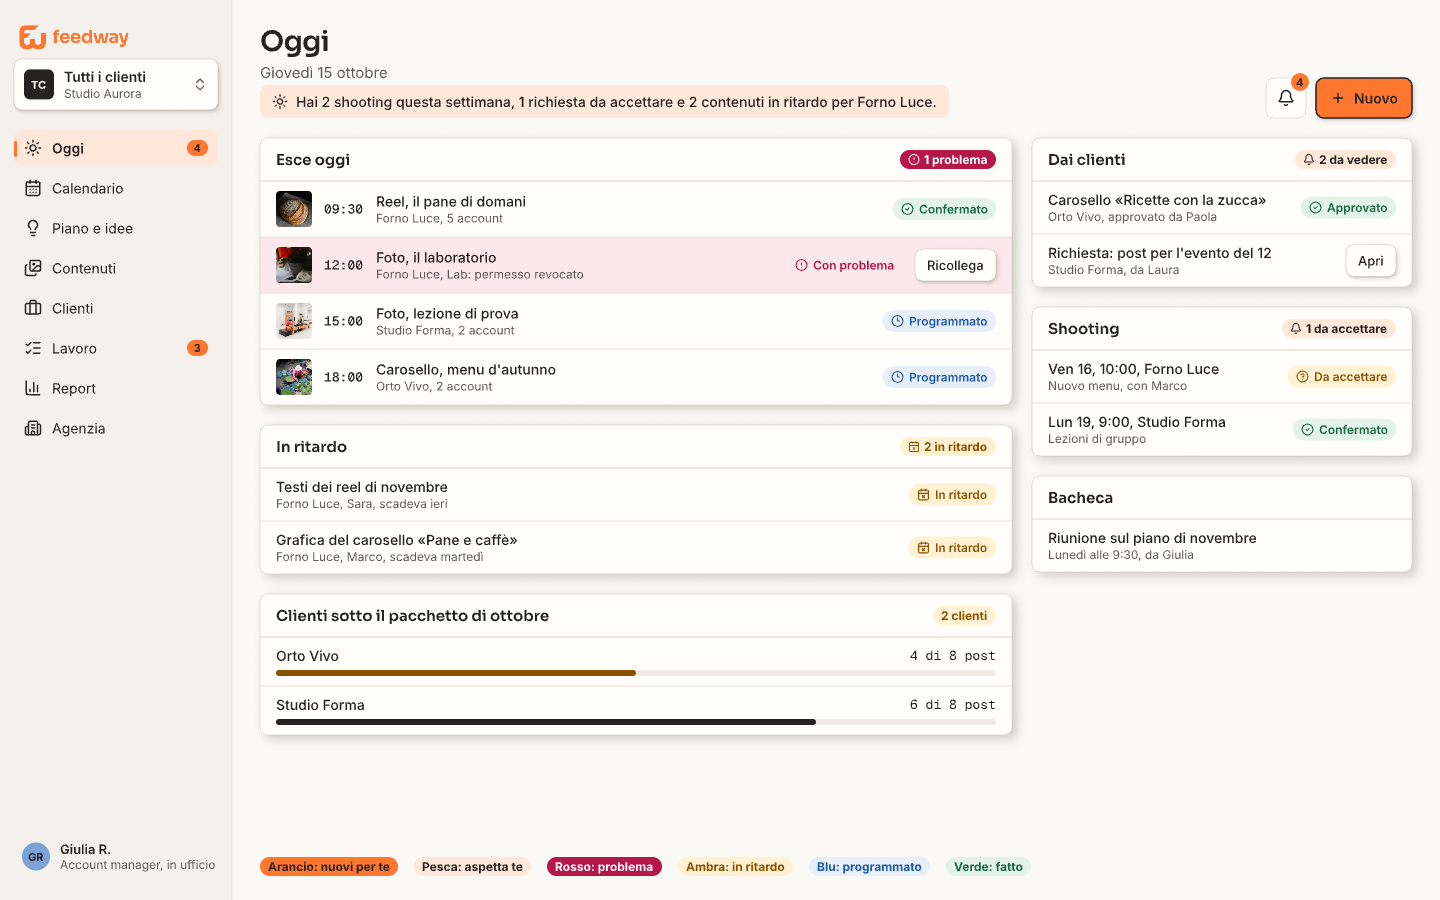 feedway
TC
Tutti i clienti
Studio Aurora
Oggi
4
Calendario
Piano e idee
Contenuti
Clienti
Lavoro
3
Report
Agenzia
GR
Giulia R.
Account manager, in ufficio
Oggi
Giovedì 15 ottobre
Hai 2 shooting questa settimana, 1 richiesta da accettare e 2 contenuti in ritardo per Forno Luce.
4
Nuovo
Esce oggi
1 problema
09:30
Reel, il pane di domani
Forno Luce, 5 account
Confermato
12:00
Foto, il laboratorio
Forno Luce, Lab: permesso revocato
Con problema
Ricollega
15:00
Foto, lezione di prova
Studio Forma, 2 account
Programmato
18:00
Carosello, menu d'autunno
Orto Vivo, 2 account
Programmato
In ritardo
2 in ritardo
Testi dei reel di novembre
Forno Luce, Sara, scadeva ieri
In ritardo
Grafica del carosello «Pane e caffè»
Forno Luce, Marco, scadeva martedì
In ritardo
Clienti sotto il pacchetto di ottobre
2 clienti
Orto Vivo
4 di 8 post
Studio Forma
6 di 8 post
Dai clienti
2 da vedere
Carosello «Ricette con la zucca»
Orto Vivo, approvato da Paola
Approvato
Richiesta: post per l'evento del 12
Studio Forma, da Laura
Apri
Shooting
1 da accettare
Ven 16, 10:00, Forno Luce
Nuovo menu, con Marco
Da accettare
Lun 19, 9:00, Studio Forma
Lezioni di gruppo
Confermato
Bacheca
Riunione sul piano di novembre
Lunedì alle 9:30, da Giulia
Arancio: nuovi per te
Pesca: aspetta te
Rosso: problema
Ambra: in ritardo
Blu: programmato
Verde: fatto